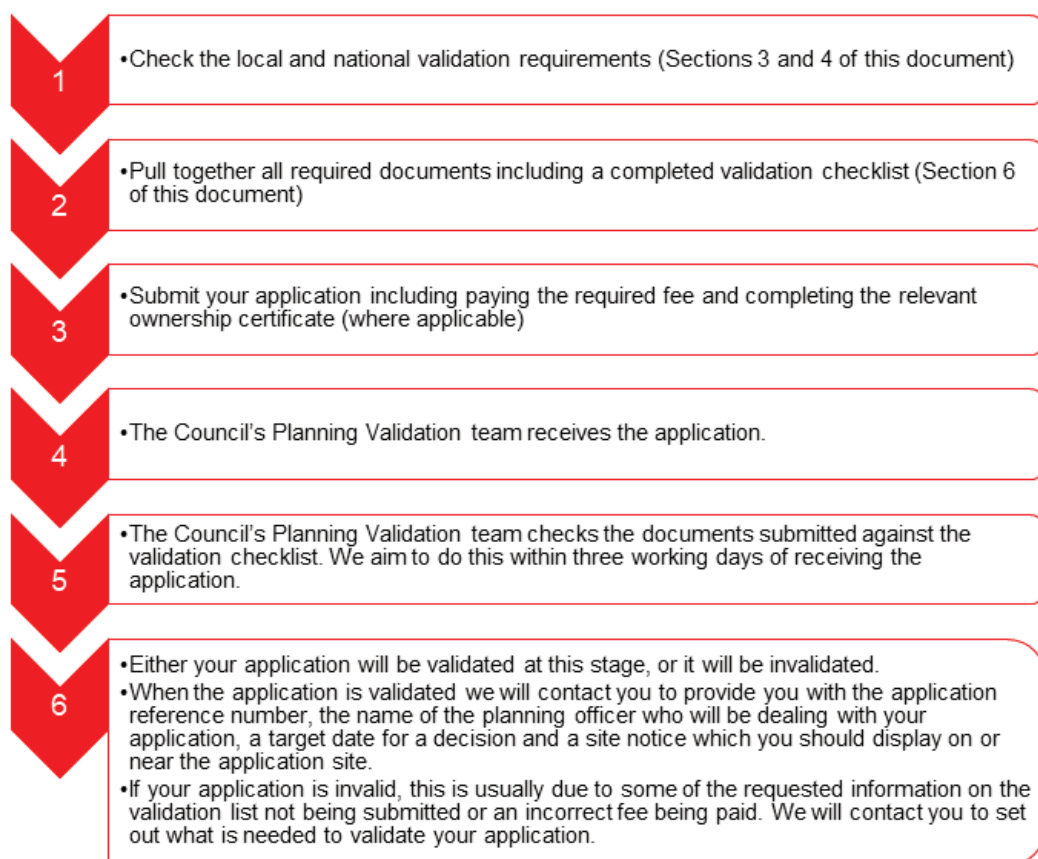 1
•Check the local and national validation requirements (Sections 3 and 4 of this document)
2
•Pull together all required documents including a completed validation checklist (Section 6
of this document)
3
•Submit your application including paying the required fee and completing the relevant
ownership certificate (where applicable)
4
•The Council's Planning Validation team receives the application.
5
•The Council's Planning Validation team checks the documents submitted against the
validation checklist. We aim to do this within three working days of receiving the
application.
6
•Either your application will be validated at this stage, or it will be invalidated.
•When the application is validated we will contact you to provide you with the application
reference number, the name of the planning officer who will be dealing with your
application, a target date for a decision and a site notice which you should display on or
near the application site.
•If your application is invalid, this is usually due to some of the requested information on the
validation list not being submitted or an incorrect fee being paid. We will contact you to set
out what is needed to validate your application.